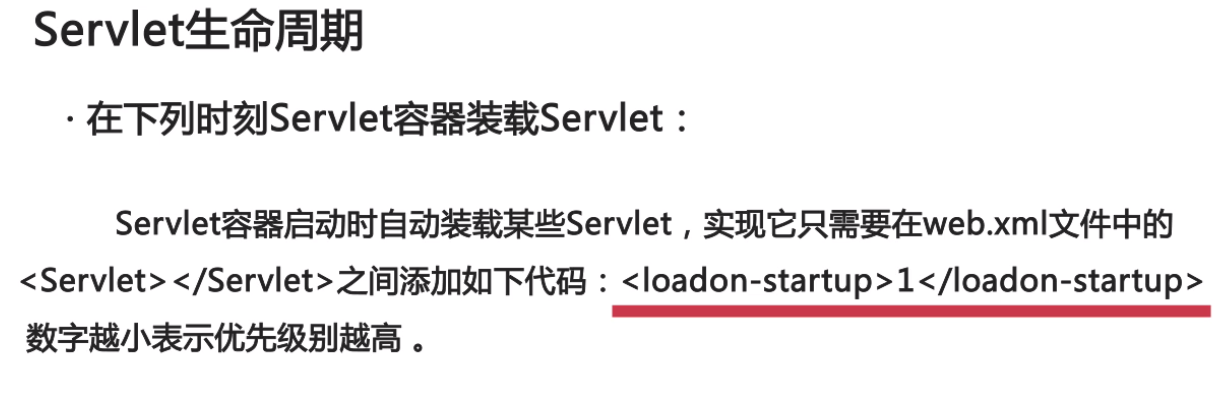 Servlet生命周期
· 在下列时刻Servlet容器装载Servlet：
Servlet容器启动时自动装载某些Servlet，实现它只需要在web.xml文件中的
<Servlet></Servlet>之间添加如下代码：<loadon-startup>1</loadon-startup>
数字越小表示优先级别越高 。